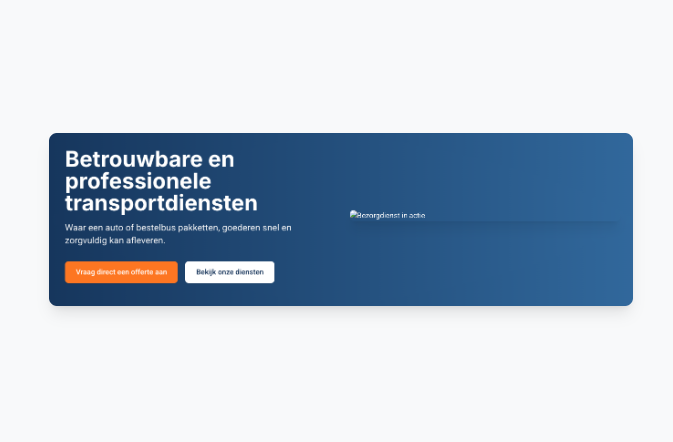 Betrouwbare en
professionele
transportdiensten
Waar een auto of bestelbus pakketten, goederen snel en
zorgvuldig kan afleveren.
Vraag direct een offerte aan
Bekijk onze diensten
Bezorgdienst in actie